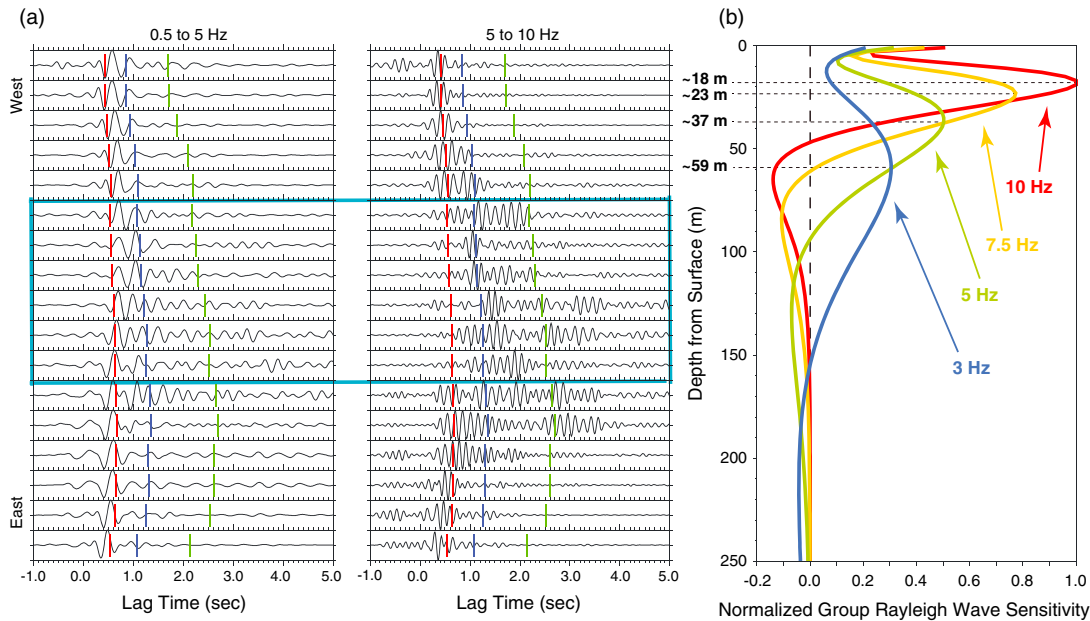 (a)
0.5 to 5 Hz
5 to 10 Hz
West
East
-1.0 0.0 1.0 2.0 3.0 4.0 5.0
-1.0 0.0 1.0 2.0 3.0 4.0 5.0
Lag Time (sec)
Lag Time (sec)
(b)
0
~18 m
~23 m
~37 m
50
~59 m
100
150
200
250
Depth from Surface (m)
10 Hz
7.5 Hz
5 Hz
3 Hz
-0.2 0.0 0.2 0.4 0.6 0.8 1.0
Normalized Group Rayleigh Wave Sensitivity